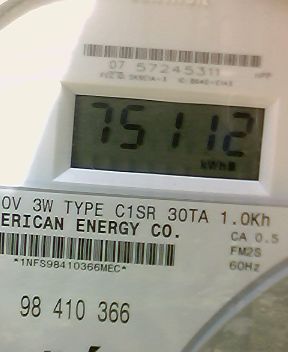 07 57245311
75112
kWh
0V 3W TYPE C1SR 30TA 1.0Kh
ERICAN ENERGY CO.
CA 0.5
FM2S
60Hz
*1NFS98410366MEC*
98 410 366